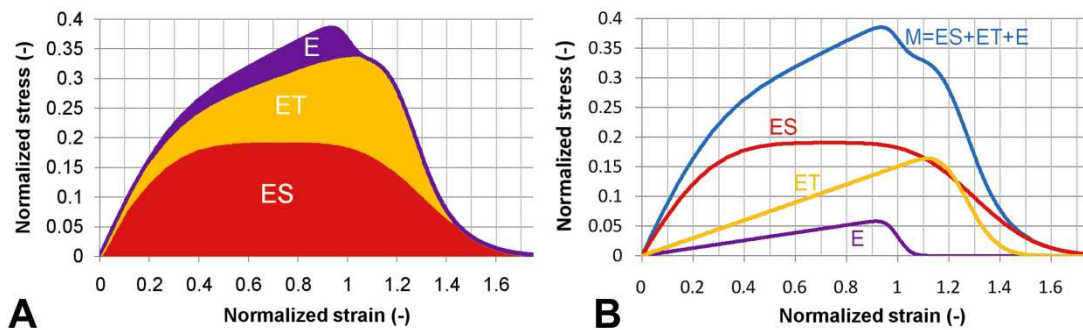 0.4
0.35
0.3
0.25
0.2
0.15
0.1
0.05
0
Normalized stress (-)
E
ET
ES
0 0.2 0.4 0.6 0.8 1 1.2 1.4 1.6
Normalized strain (-)
A
0.4
0.35
0.3
0.25
0.2
0.15
0.1
0.05
0
Normalized stress (-)
M=ES+ET+E
ES
ET
E
0 0.2 0.4 0.6 0.8 1 1.2 1.4 1.6
Normalized strain (-)
B